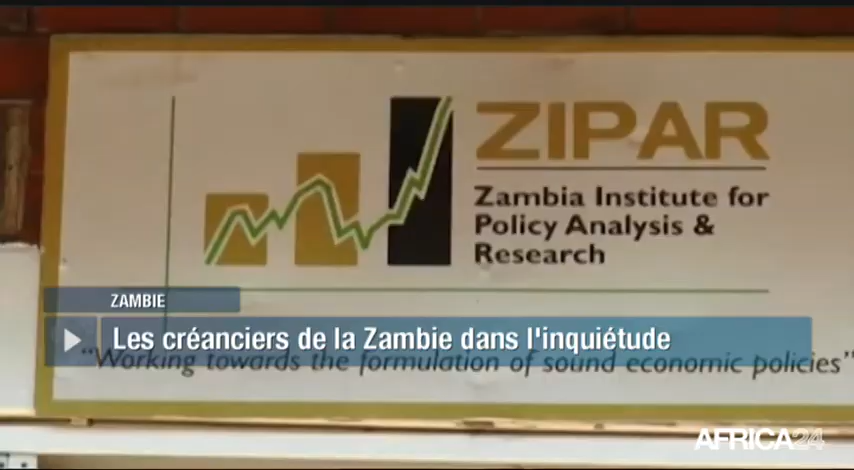 ZIPAR
Zambia Institute for
Policy Analysis &
Research
ZAMBIE
Les créanciers de la Zambie dans l'inquiétude
"Working towards the formulation of sound economic policies"
AFRICA24